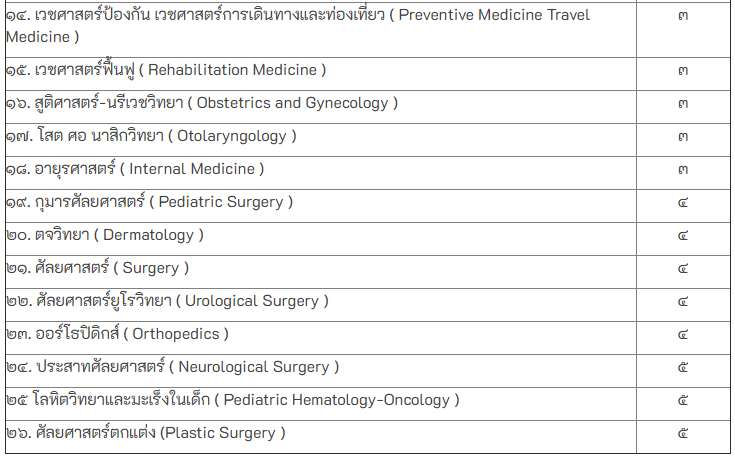 ๑๔. เวชศาสตร์ป้องกัน เวชศาสตร์การเดินทางและท่องเที่ยว ( Preventive Medicine Travel ๓
Medicine )
๑๕. เวชศาสตร์ฟื้นฟู ( Rehabilitation Medicine ) ๓
๑๖. สูติศาสตร์-นรีเวชวิทยา ( Obstetrics and Gynecology ) ๓
๑๗. โสต ศอ นาสิกวิทยา ( Otolaryngology ) ๓
๑๘. อายุรศาสตร์ ( Internal Medicine ) ๓
๑๙. กุมารศัลยศาสตร์ ( Pediatric Surgery ) ๔
๒๐. ตจวิทยา ( Dermatology ) ๔
๒๑. ศัลยศาสตร์ ( Surgery ) ๔
๒๒. ศัลยศาสตร์ยูโรวิทยา ( Urological Surgery ) ๔
๒๓. ออร์โธปิดิกส์ ( Orthopedics ) ๔
๒๔. ประสาทศัลยศาสตร์ ( Neurological Surgery ) ๕
๒๕ โลหิตวิทยาและมะเร็งในเด็ก ( Pediatric Hematology-Oncology ) ๕
๒๖. ศัลยศาสตร์ตกแต่ง (Plastic Surgery ) ๕